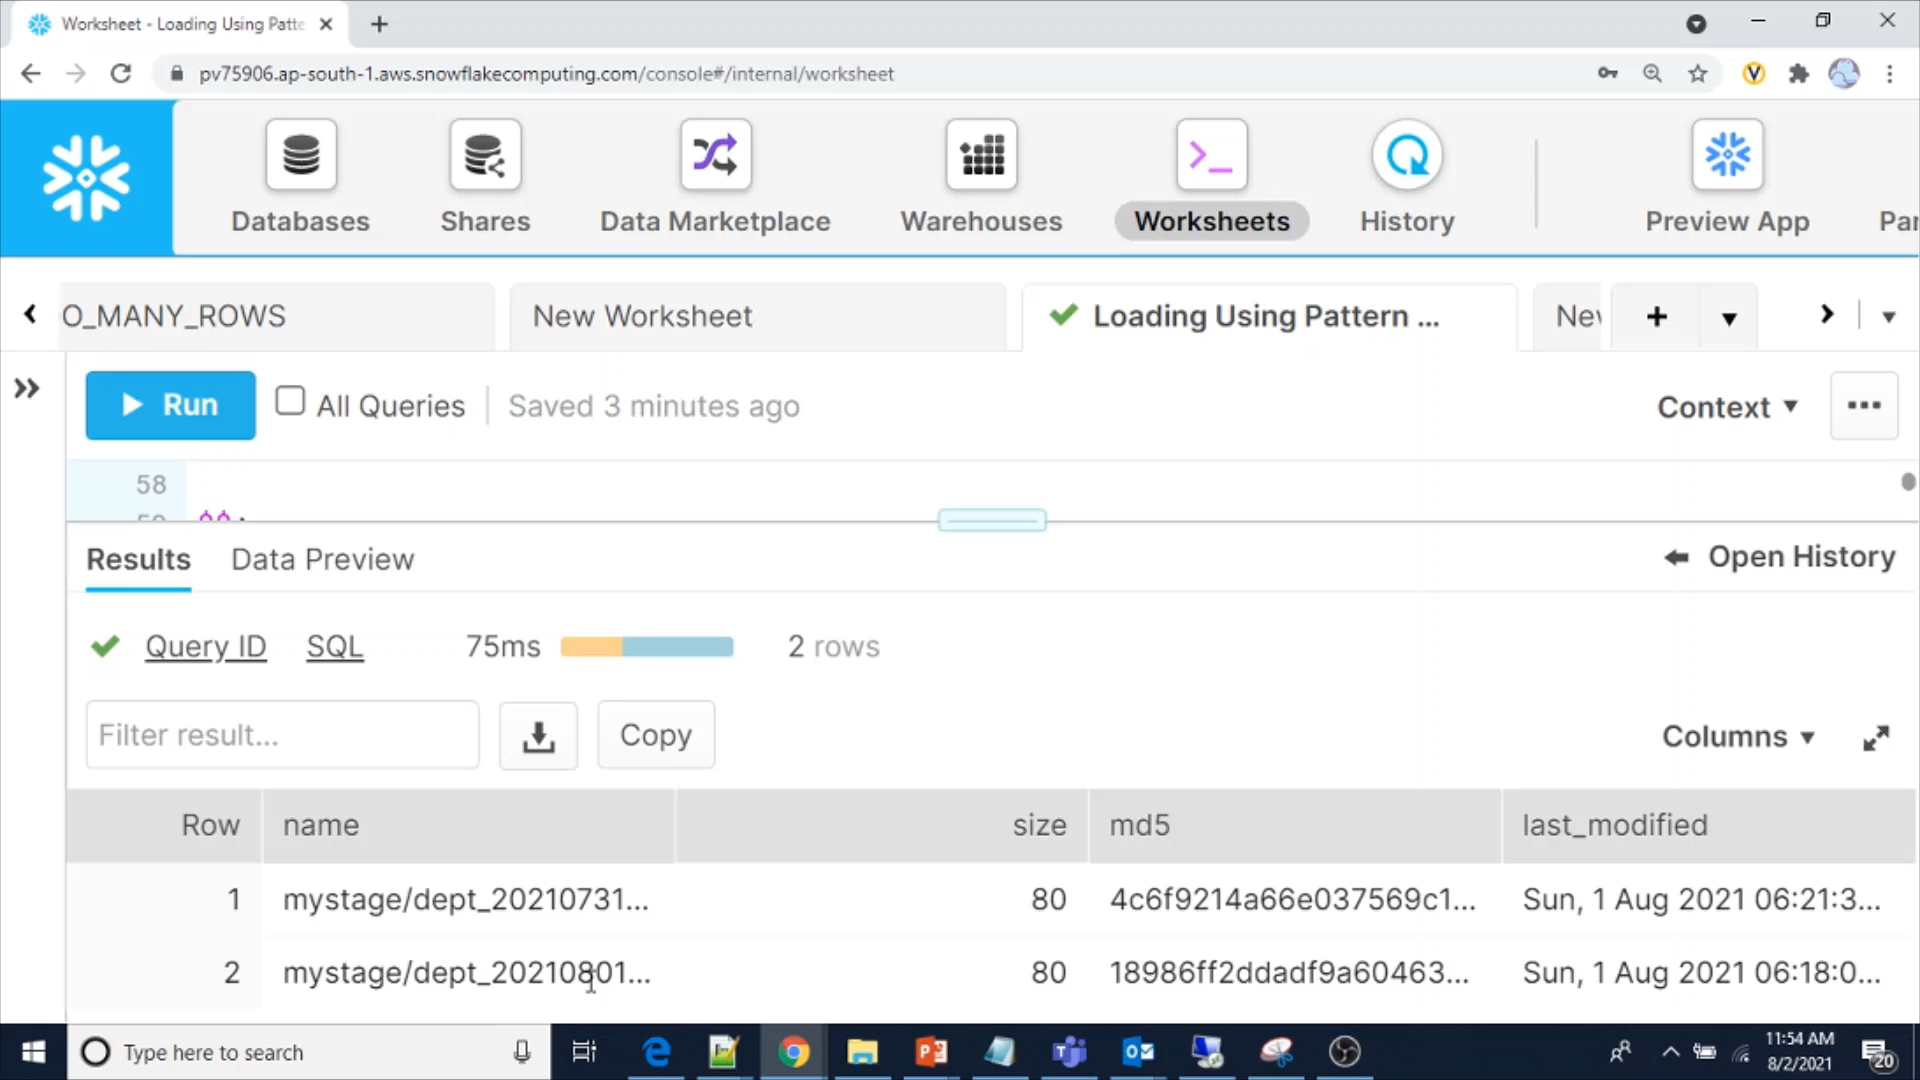 Worksheet - Loading Using Patte
pv75906.ap-south-1.aws.snowflakecomputing.com/console#/internal/worksheet
Databases
Shares
Data Marketplace
Warehouses
Worksheets
History
Preview App
Par
O_MANY_ROWS
New Worksheet
Loading Using Pattern ...
Nev
Run
All Queries
Saved 3 minutes ago
Context
58
Results
Data Preview
Open History
Query ID
SQL
75ms
2 rows
Filter result...
Copy
Columns
Row name size md5 last_modified
1 mystage/dept_20210731... 80 4c6f9214a66e037569c1... Sun, 1 Aug 2021 06:21:3...
2 mystage/dept_20210801... 80 18986ff2ddadf9a60463... Sun, 1 Aug 2021 06:18:0...
Type here to search
11:54 AM
8/2/2021
20